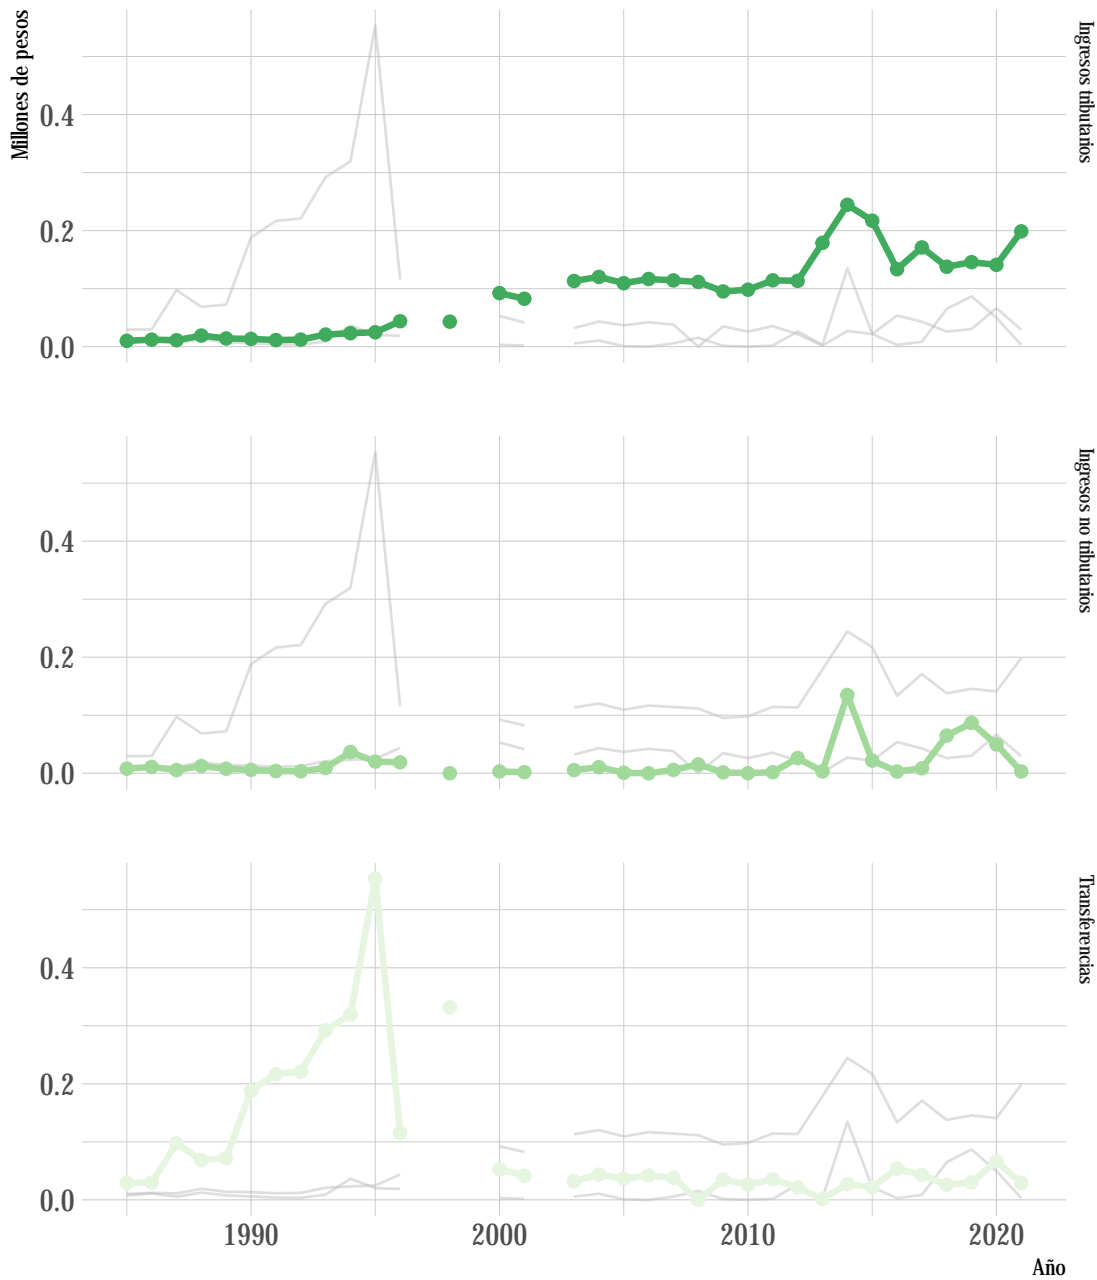 Millones de pesos
Ingresos tributarios
0.4
0.2
0.0
Ingresos no tributarios
0.4
0.2
0.0
Transferencias
0.4
0.2
0.0
1990 2000 2010 2020
Año